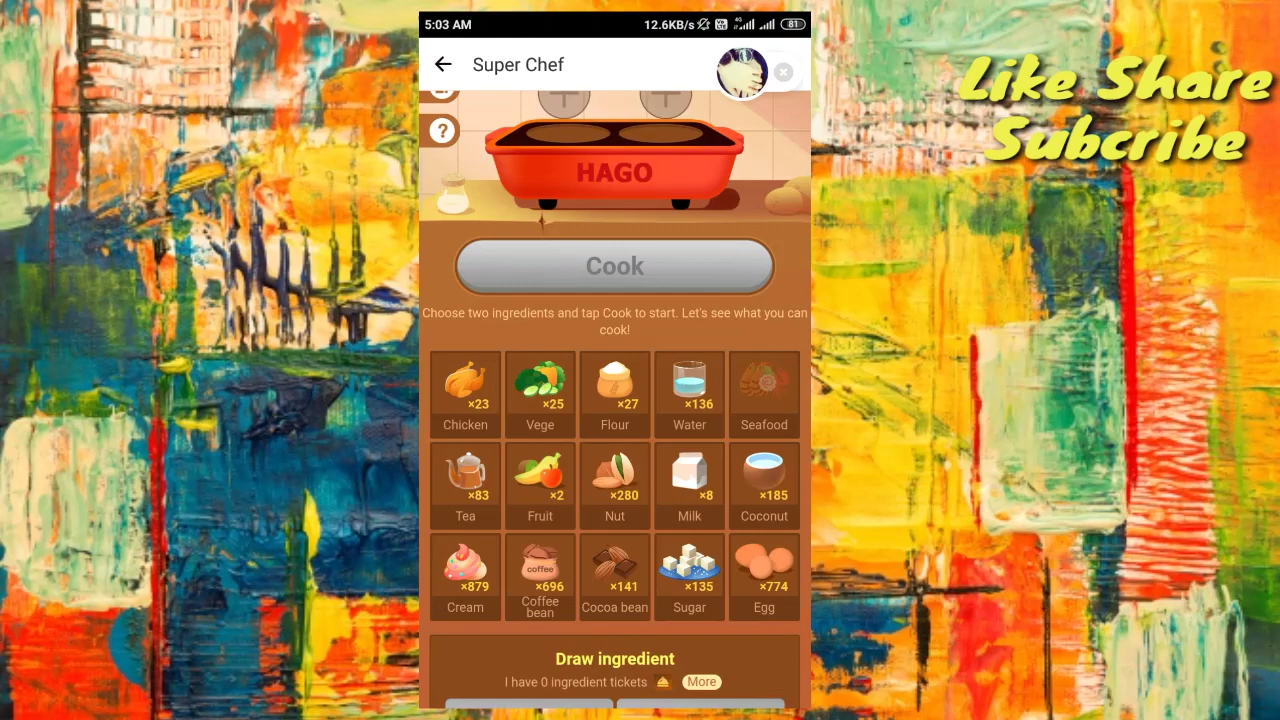 5:03 AM 12.6KB/s 4G 81
Super Chef
Like Share
Subcribe
?
HAGO
Cook
Choose two ingredients and tap Cook to start. Let's see what you can
cook!
×23 ×25 ×27 ×136
Chicken Vege Flour Water Seafood
×83 ×2 ×280 ×8 ×185
Tea Fruit Nut Milk Coconut
coffee
×879 ×696 ×141 ×135 ×774
Cream Coffee bean Cocoa bean Sugar Egg
Draw ingredient
I have 0 ingredient tickets More